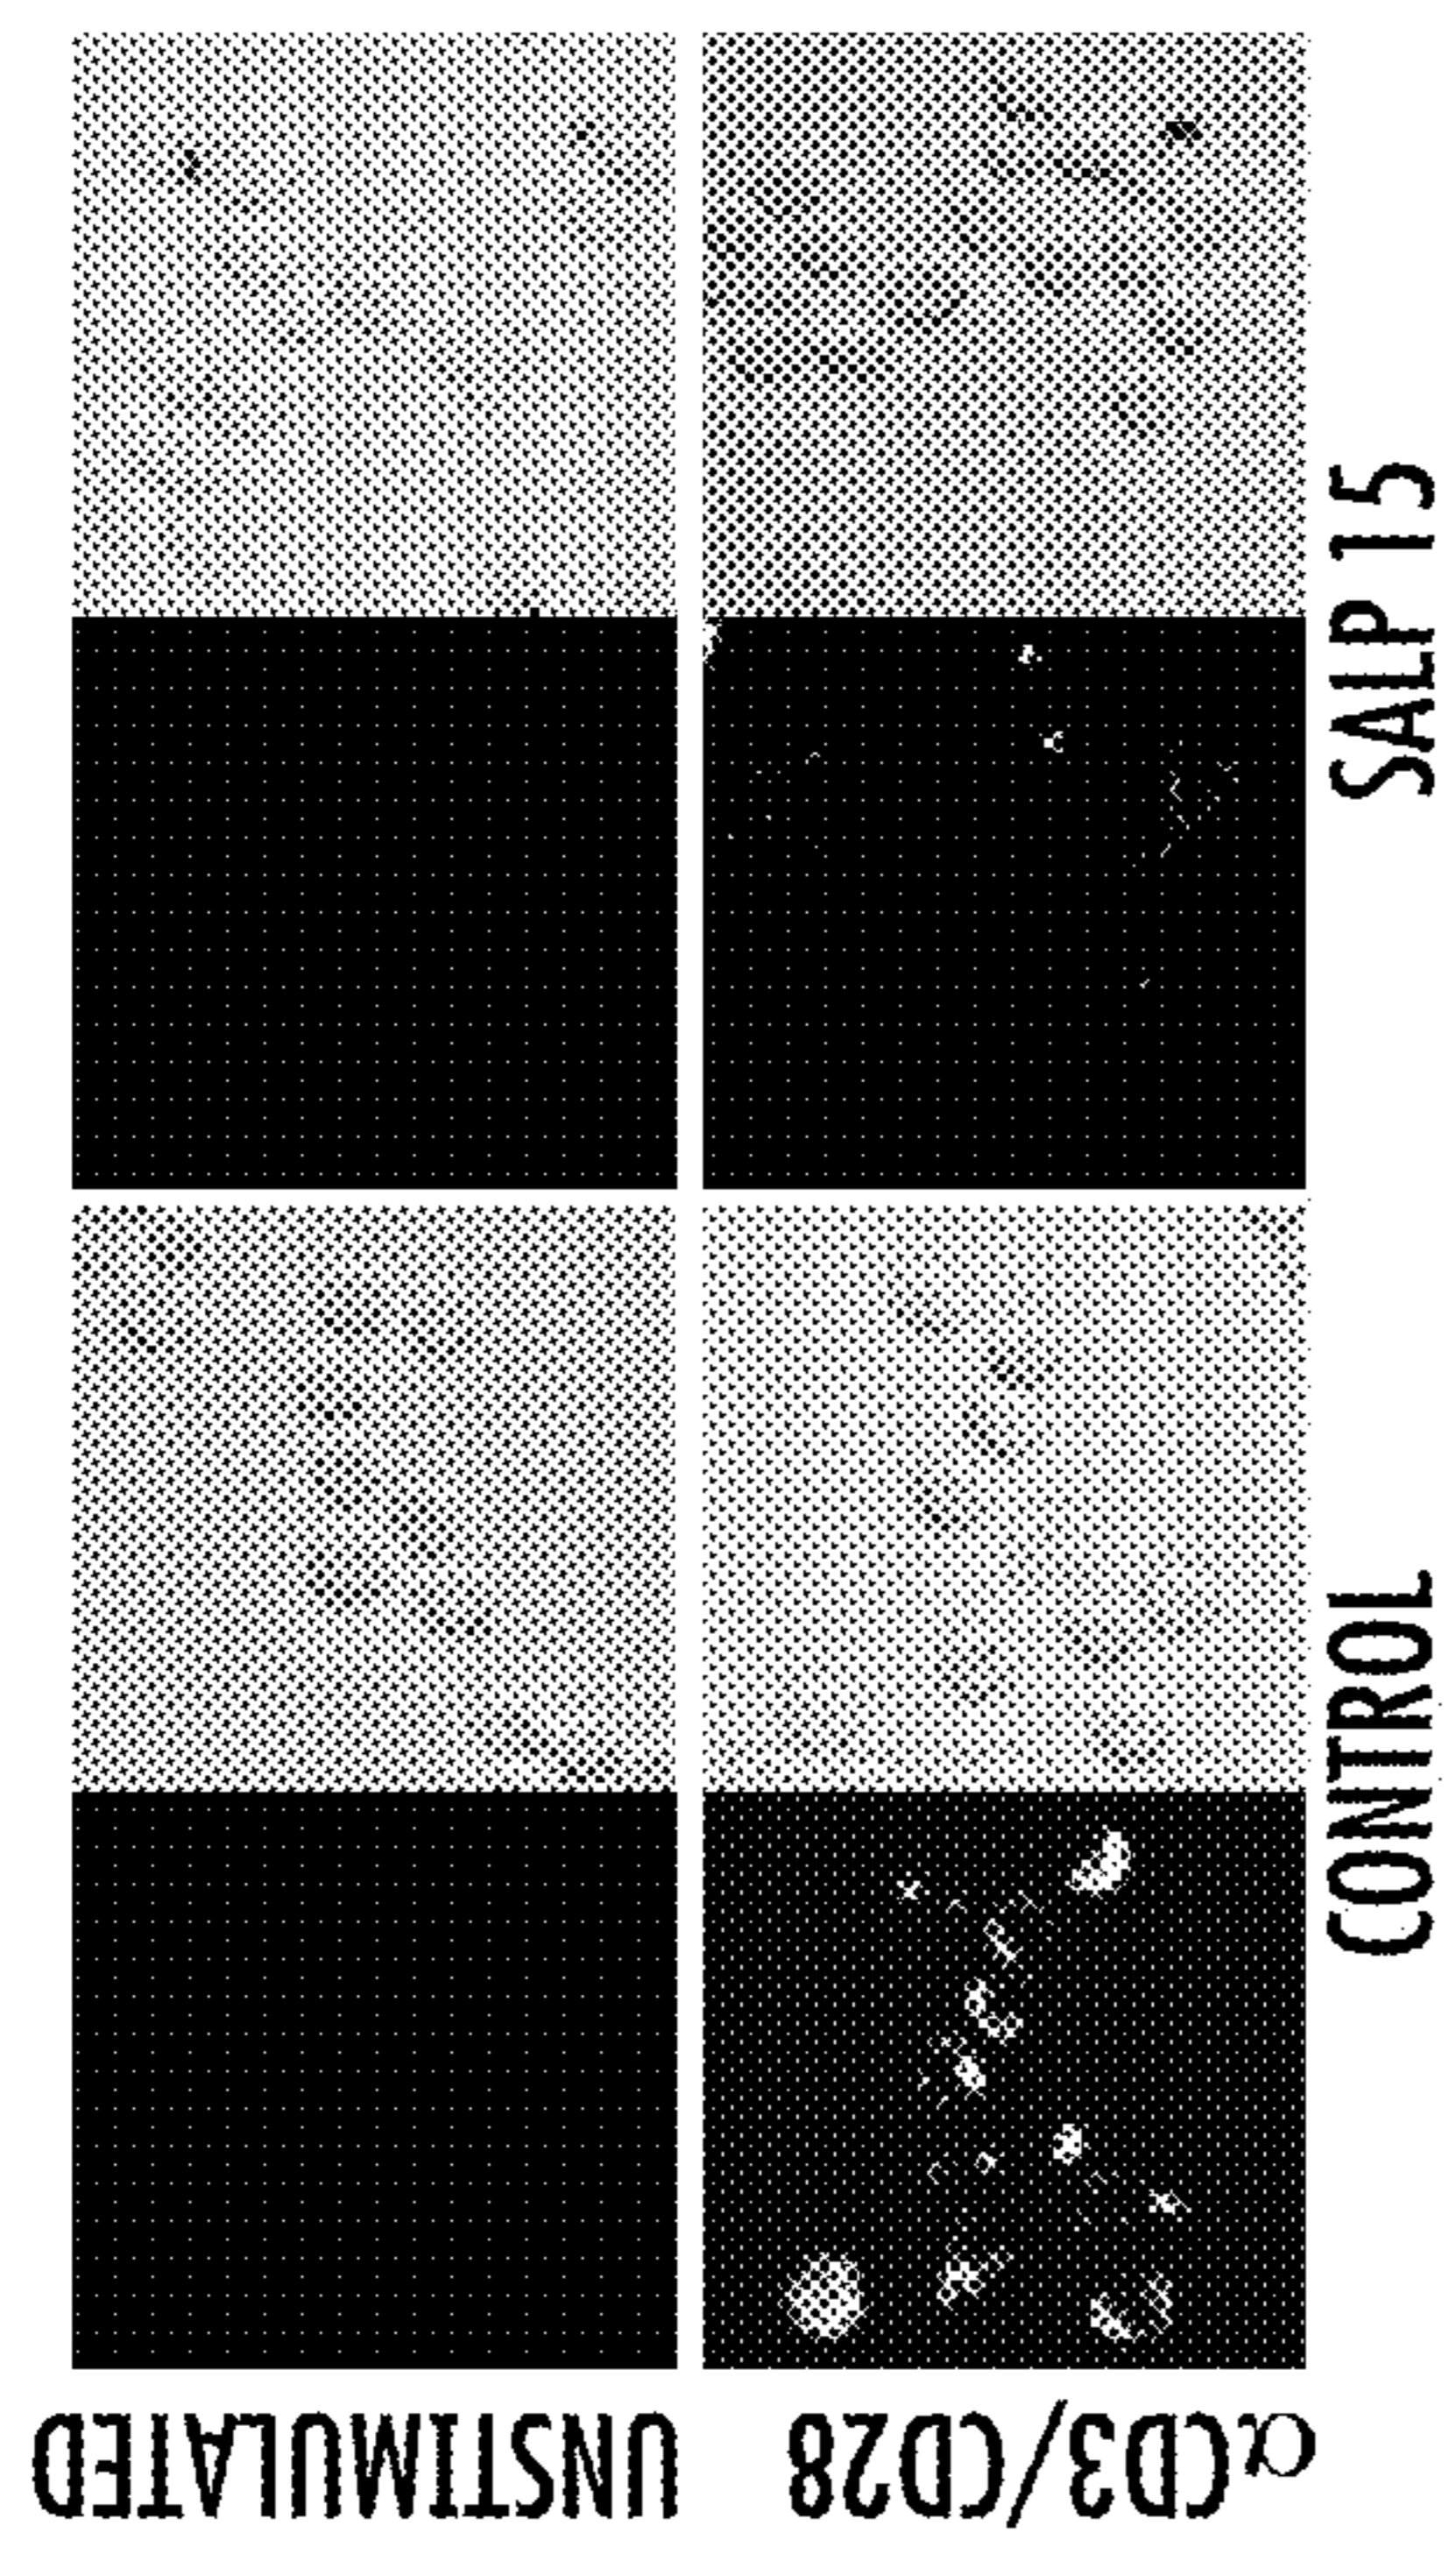 SALP 15
CONTROL
UNSTIMULATED
αCD3/CD28